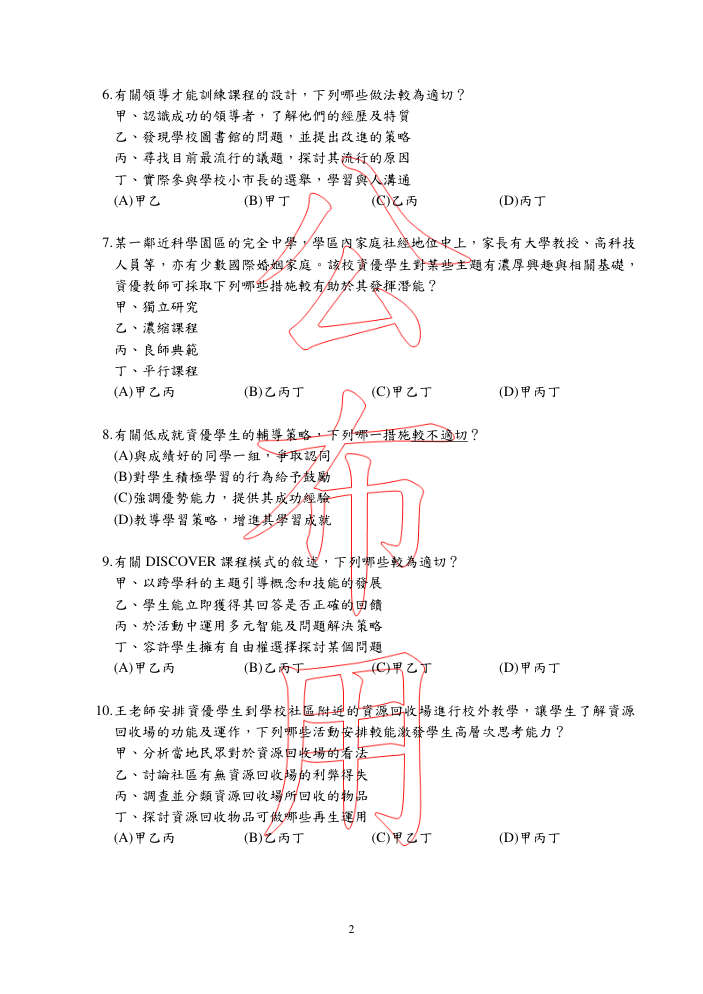 6.有關領導才能訓練課程的設計，下列哪些做法較為適切？
甲、認識成功的領導者，了解他們的經歷及特質
乙、發現學校圖書館的問題，並提出改進的策略
丙、尋找目前最流行的議題，探討其流行的原因
丁、實際參與學校小市長的選舉，學習與人溝通
(A)甲乙 (B)甲丁 (C)乙丙 (D)丙丁
7.某一鄰近科學園區的完全中學，學區內家庭社經地位中上，家長有大學教授、高科技
人員等，亦有少數國際婚姻家庭。該校資優學生對某些主題有濃厚興趣與相關基礎，
資優教師可採取下列哪些措施較有助於其發揮潛能？
甲、獨立研究
乙、濃縮課程
丙、良師典範
丁、平行課程
(A)甲乙丙 (B)乙丙丁 (C)甲乙丁 (D)甲丙丁
8.有關低成就資優學生的輔導策略，下列哪一措施較不適切？
(A)與成績好的同學一組，爭取認同
(B)對學生積極學習的行為給予鼓勵
(C)強調優勢能力，提供其成功經驗
(D)教導學習策略，增進其學習成就
9.有關 DISCOVER 課程模式的敘述，下列哪些較為適切？
甲、以跨學科的主題引導概念和技能的發展
乙、學生能立即獲得其回答是否正確的回饋
丙、於活動中運用多元智能及問題解決策略
丁、容許學生擁有自由權選擇探討某個問題
(A)甲乙丙 (B)乙丙丁 (C)甲乙丁 (D)甲丙丁
10.王老師安排資優學生到學校社區附近的資源回收場進行校外教學，讓學生了解資源
回收場的功能及運作，下列哪些活動安排較能激發學生高層次思考能力？
甲、分析當地民眾對於資源回收場的看法
乙、討論社區有無資源回收場的利弊得失
丙、調查並分類資源回收場所回收的物品
丁、探討資源回收物品可做哪些再生運用
(A)甲乙丙 (B)乙丙丁 (C)甲乙丁 (D)甲丙丁
公布用
2